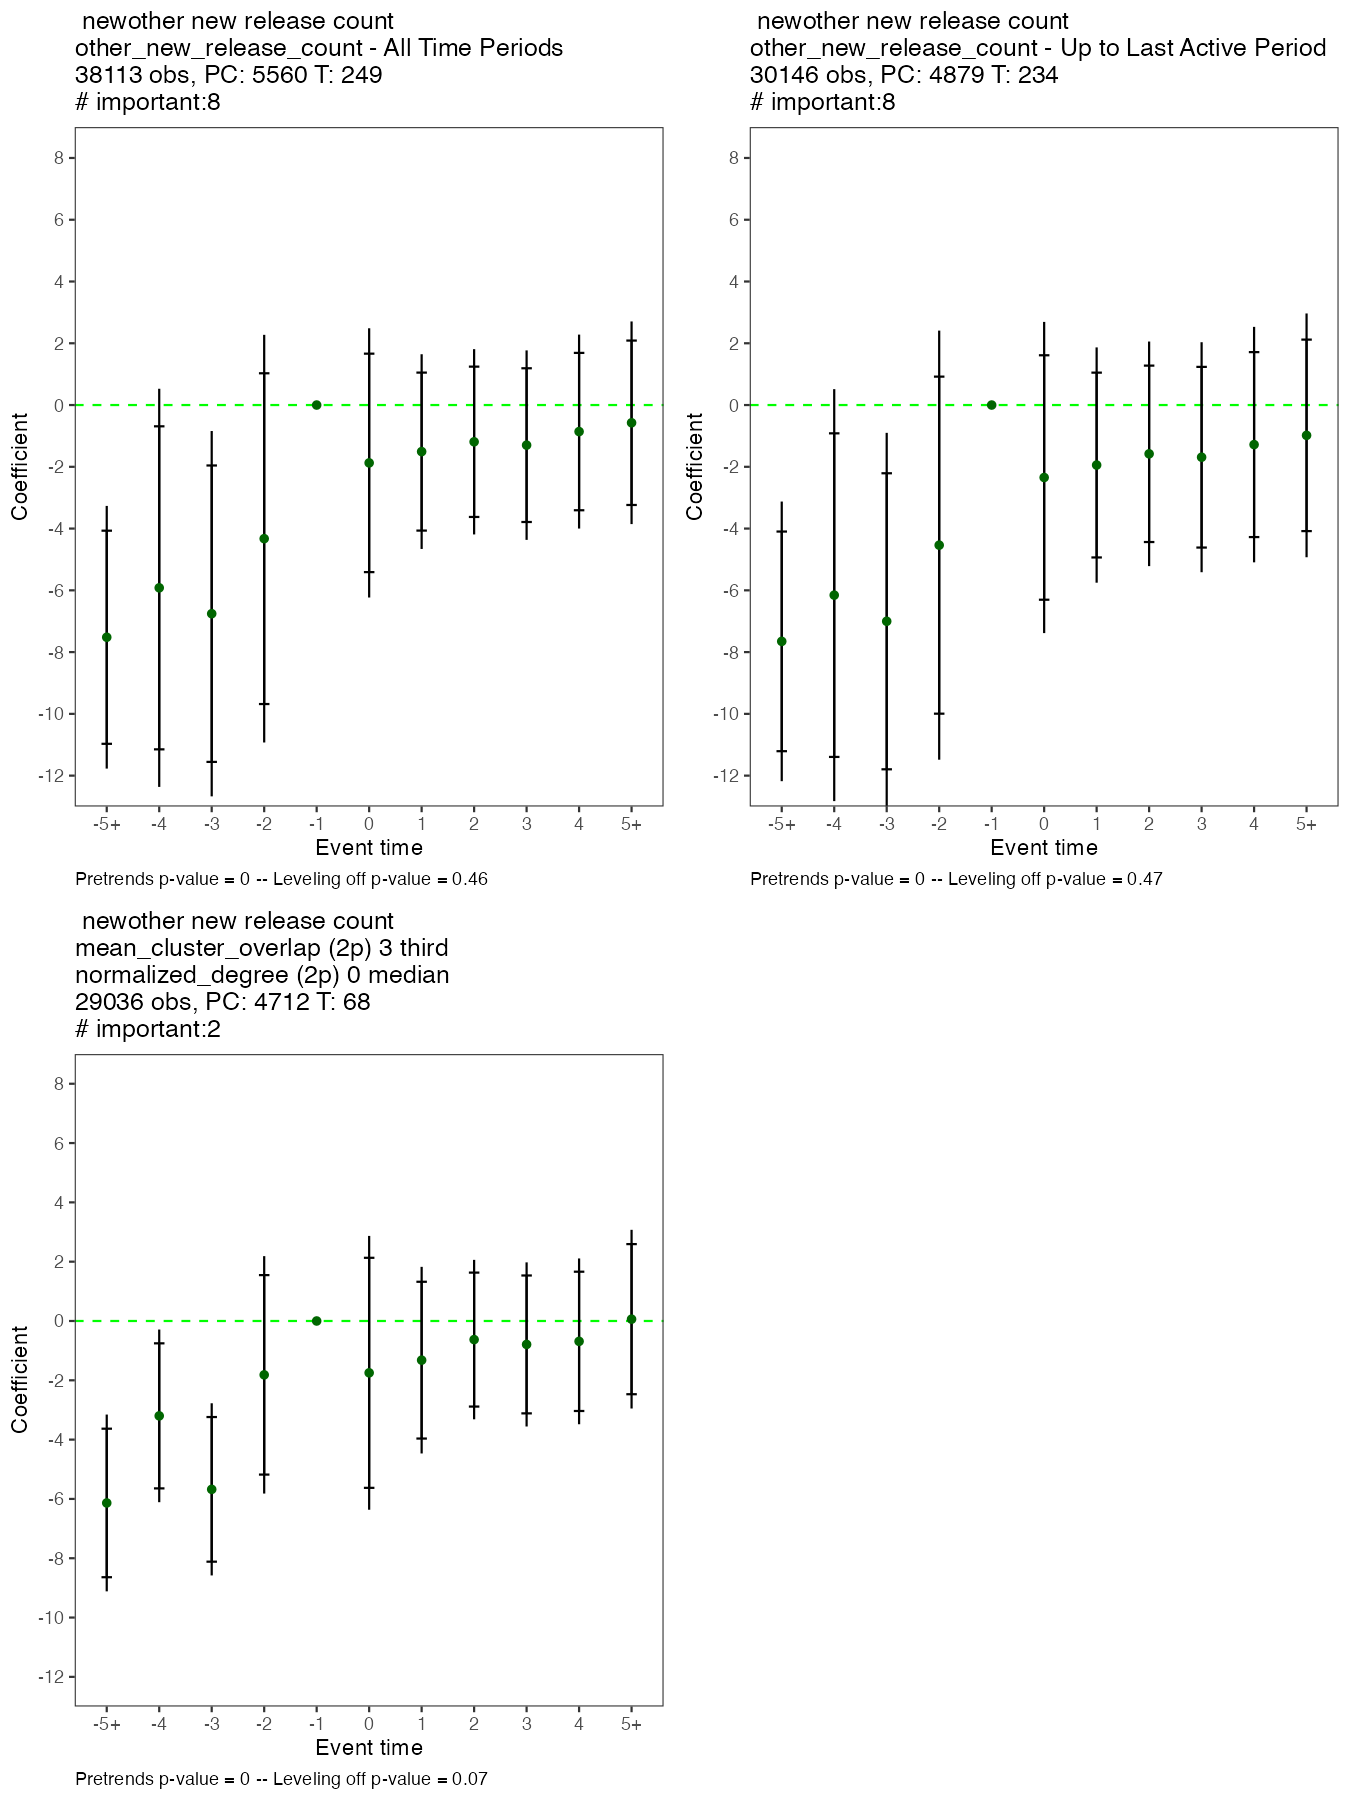 newother new release count
other_new_release_count - All Time Periods
38113 obs, PC: 5560 T: 249
# important:8
8
6
4
2
0
-2
-4
-6
-8
-10
-12
Coefficient
-5+ -4 -3 -2 -1 0 1 2 3 4 5+
Event time
Pretrends p-value = 0 -- Leveling off p-value = 0.46
newother new release count
other_new_release_count - Up to Last Active Period
30146 obs, PC: 4879 T: 234
# important:8
8
6
4
2
0
-2
-4
-6
-8
-10
-12
Coefficient
-5+ -4 -3 -2 -1 0 1 2 3 4 5+
Event time
Pretrends p-value = 0 -- Leveling off p-value = 0.47
newother new release count
mean_cluster_overlap (2p) 3 third
normalized_degree (2p) 0 median
29036 obs, PC: 4712 T: 68
# important:2
8
6
4
2
0
-2
-4
-6
-8
-10
-12
Coefficient
-5+ -4 -3 -2 -1 0 1 2 3 4 5+
Event time
Pretrends p-value = 0 -- Leveling off p-value = 0.07